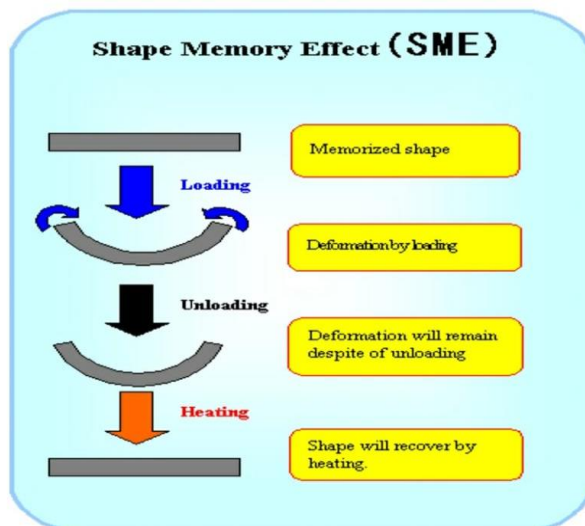 Shape Memory Effect (SME)
Memorized shape
Loading
Deformation by loading
Unloading
Deformation will remain
despite of unloading
Heating
Shape will recover by
heating.